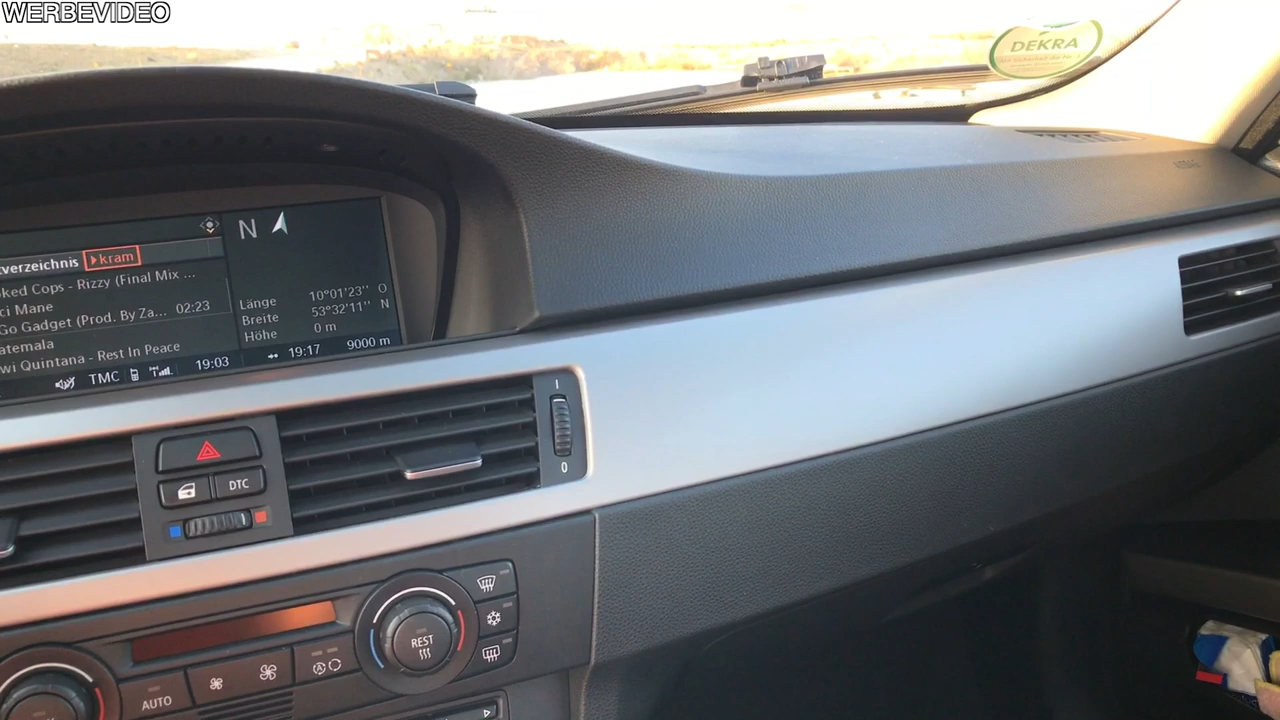 WERBEVIDEO
DEKRA
N
verzeichnis kram
ked Cops - Rizzy (Final Mix ...
ci Mane
Go Gadget (Prod. By Za... 02:23
atemala
wi Quintana - Rest In Peace
Länge 10°01'23'' O
Breite 53°32'11'' N
Höhe 0 m
TMC 19:03 19:17 9000 m
I
0
DTC
REST
AUTO